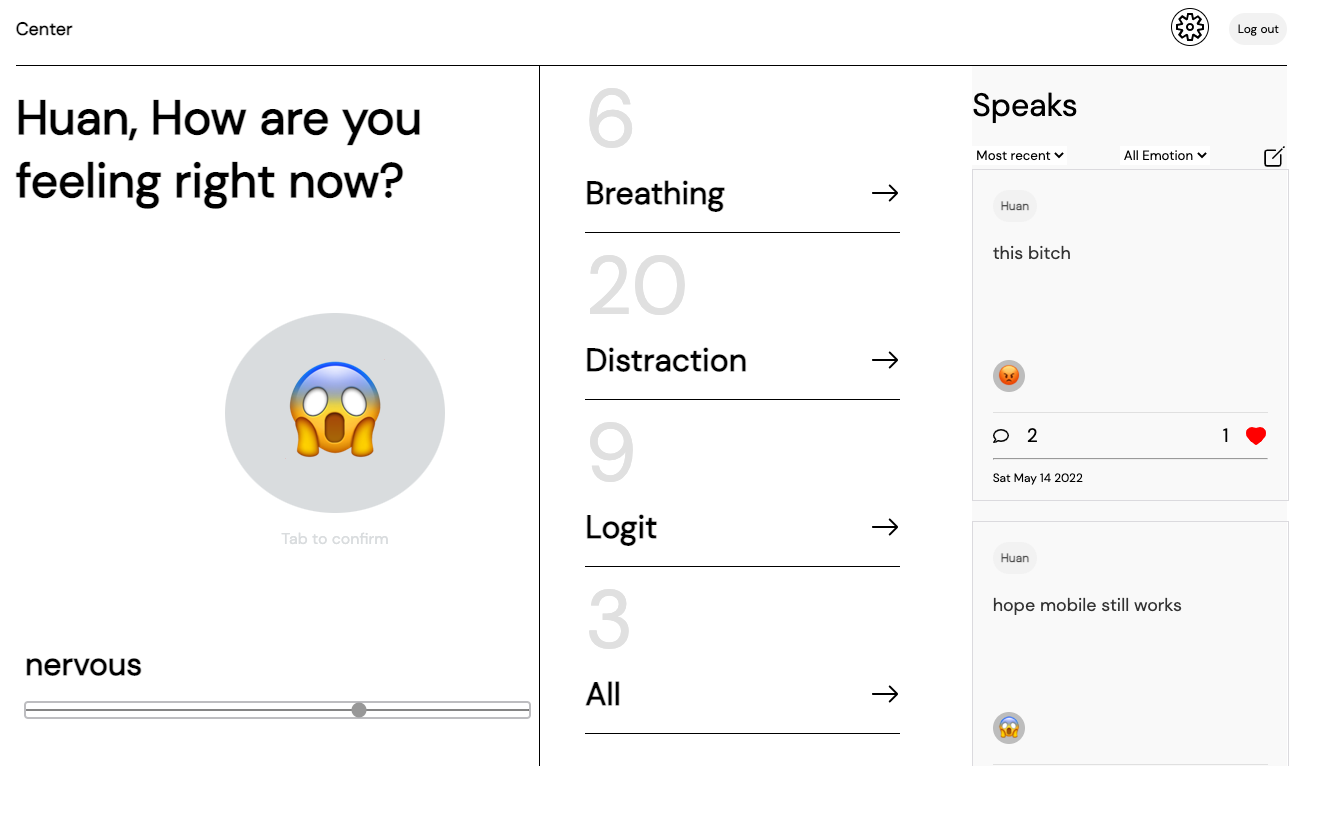 Center
Log out
Huan, How are you
feeling right now?
Tab to confirm
nervous
6
Breathing
20
Distraction
9
Logit
3
All
Speaks
Most recent
All Emotion
Huan
this bitch
2
1
Sat May 14 2022
Huan
hope mobile still works